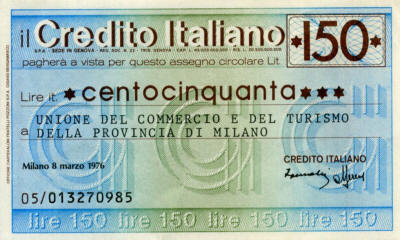 il Credito Italiano *150*
S.P.A. - SEDE IN GENOVA
pagherà a vista per questo assegno circolare Lit.
Lire it. *centocinquanta***
UNIONE DEL COMMERCIO E DEL TURISMO
a DELLA PROVINCIA DI MILANO
Milano 8 marzo 1976
CREDITO ITALIANO
05/013270985
lire 150 lire 150 lire 150 lire 150 lire 150